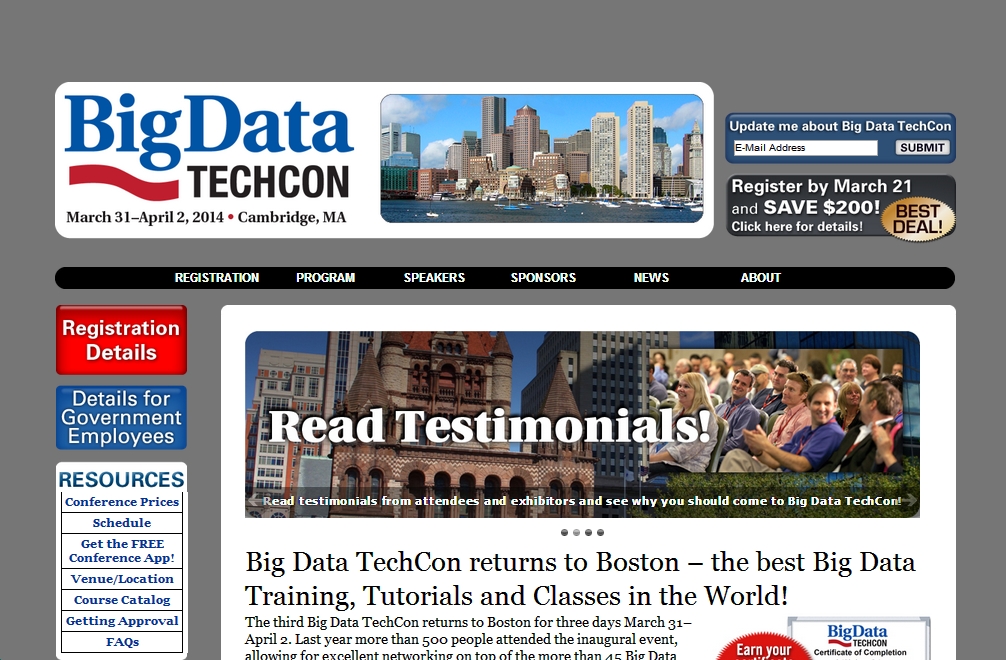 BigData
TECHCON
March 31–April 2, 2014 • Cambridge, MA
Update me about Big Data TechCon
E-Mail Address
SUBMIT
Register by March 21
and SAVE $200!
Click here for details!
BEST
DEAL!
REGISTRATION PROGRAM SPEAKERS SPONSORS NEWS ABOUT
Registration
Details
Details for
Government
Employees
RESOURCES
Conference Prices
Schedule
Get the FREE
Conference App!
Venue/Location
Course Catalog
Getting Approval
FAQs
Read Testimonials!
Read testimonials from attendees and exhibitors and see why you should come to Big Data TechCon!
Big Data TechCon returns to Boston – the best Big Data
Training, Tutorials and Classes in the World!
The third Big Data TechCon returns to Boston for three days March 31–
April 2. Last year more than 500 people attended the inaugural event,
allowing for excellent networking on top of the more than 45 Big Data
Earn your
certificate
BigData
TECHCON
Certificate of Completion